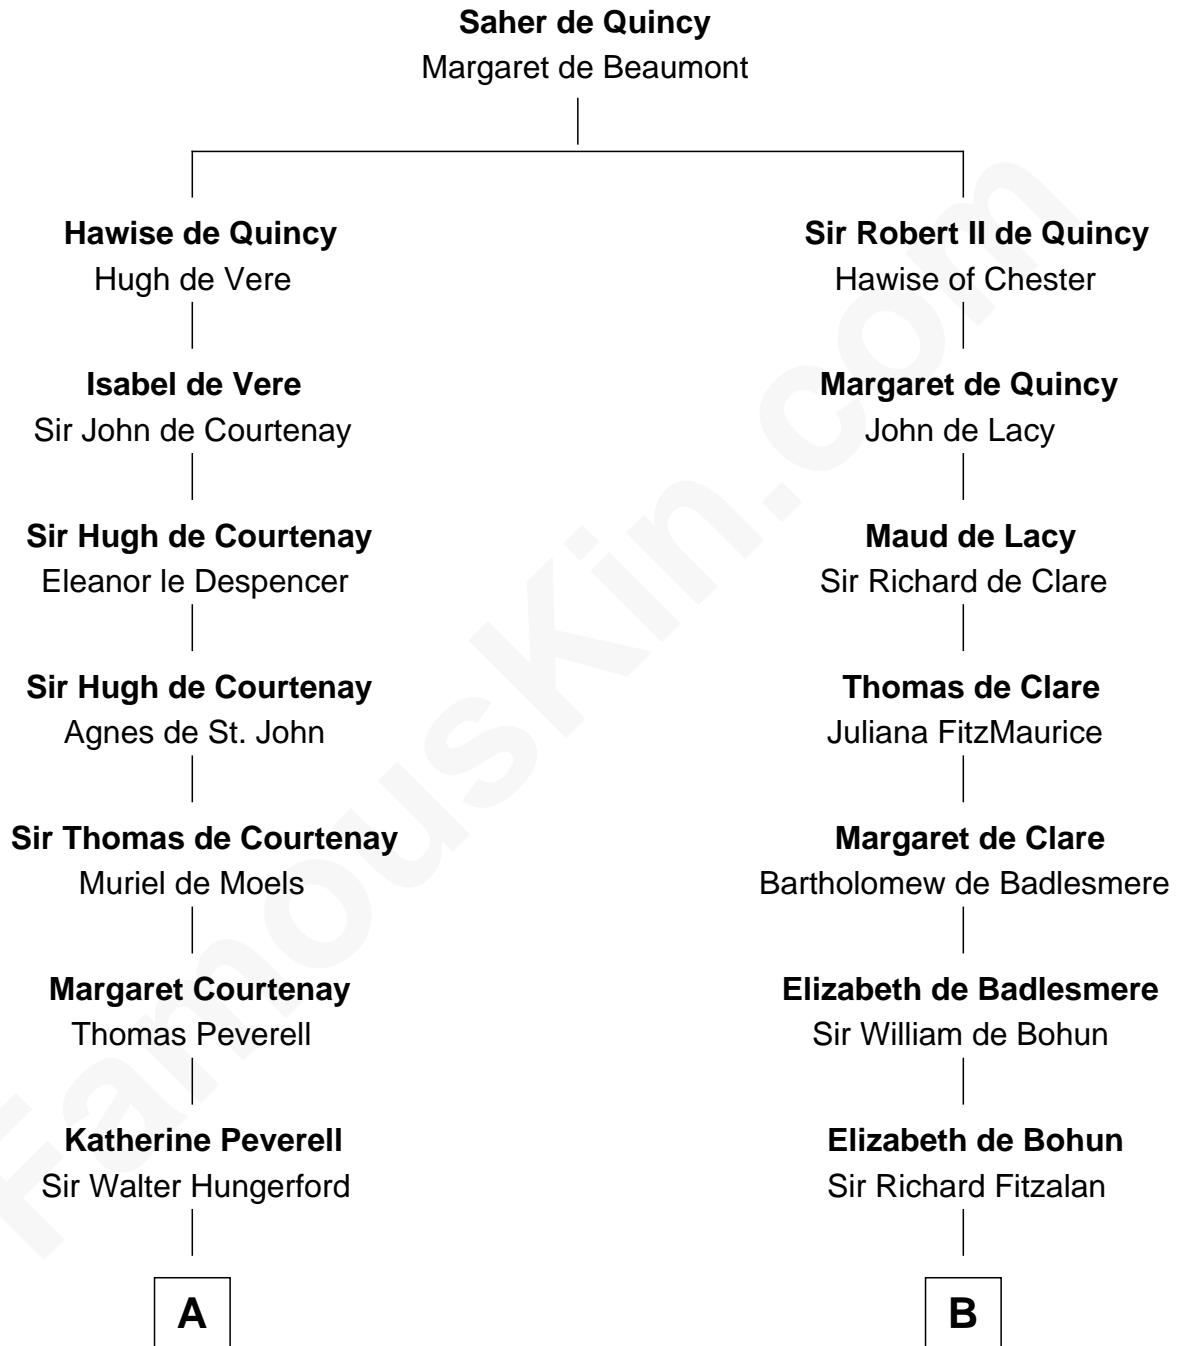 Saher de Quincy
Margaret de Beaumont
Hawise de Quincy
Hugh de Vere
Sir Robert II de Quincy
Hawise of Chester
Isabel de Vere
Sir John de Courtenay
Margaret de Quincy
John de Lacy
Sir Hugh de Courtenay
Eleanor le Despencer
Maud de Lacy
Sir Richard de Clare
Sir Hugh de Courtenay
Agnes de St. John
Thomas de Clare
Juliana FitzMaurice
Sir Thomas de Courtenay
Muriel de Moels
Margaret de Clare
Bartholomew de Badlesmere
Margaret Courtenay
Thomas Peverell
Elizabeth de Badlesmere
Sir William de Bohun
Katherine Peverell
Sir Walter Hungerford
Elizabeth de Bohun
Sir Richard Fitzalan
A
B
FamousKin.com